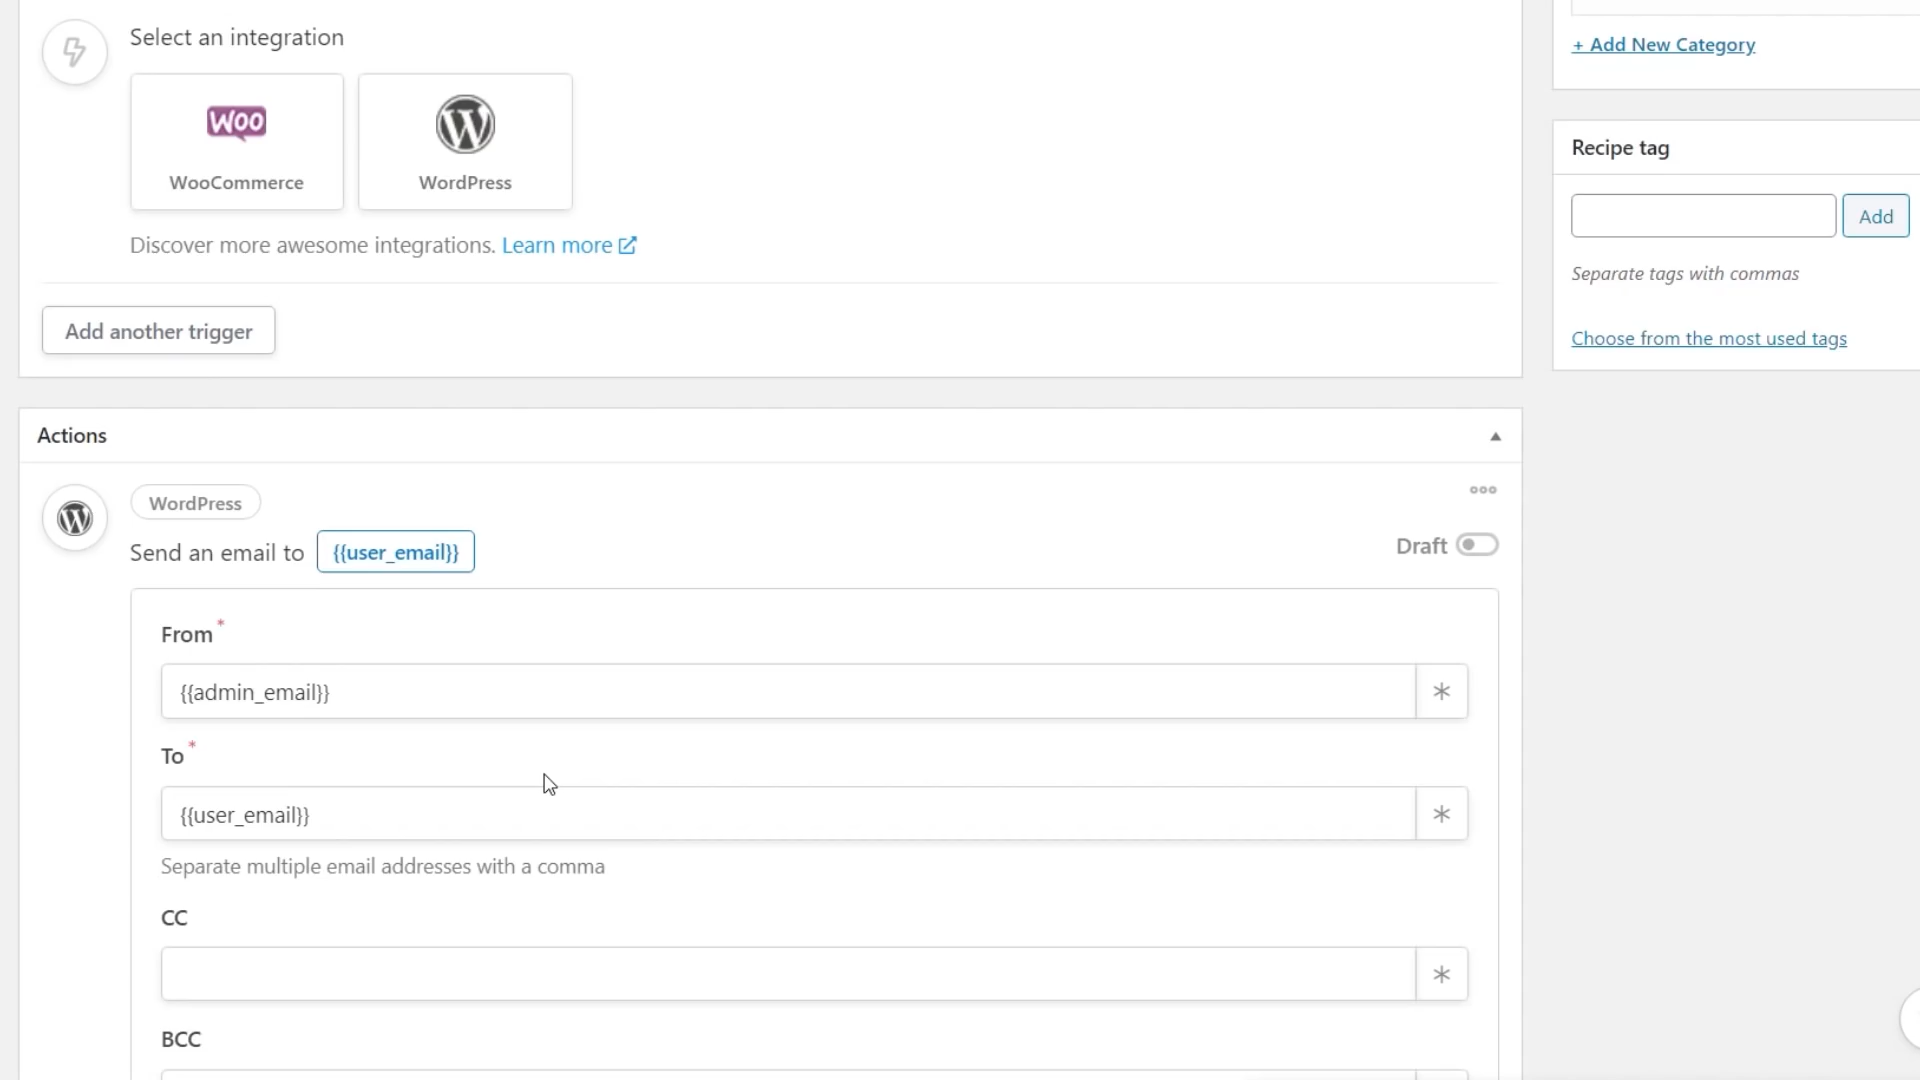 Select an integration
WOO
WooCommerce
WordPress
Discover more awesome integrations. Learn more
Add another trigger
+ Add New Category
Recipe tag
Add
Separate tags with commas
Choose from the most used tags
Actions
WordPress
Send an email to {{user_email}}
Draft
From *
{{admin_email}}
To *
{{user_email}}
Separate multiple email addresses with a comma
CC
BCC